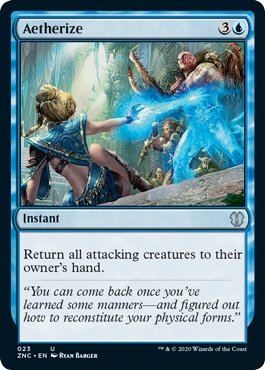 Aetherize 3
Instant
Return all attacking creatures to their
owner's hand.
“You can come back once you've
learned some manners—and figured out
how to reconstitute your physical forms.”
023 U
ZNC • EN Ryan Barger ™ & © 2020 Wizards of the Coast